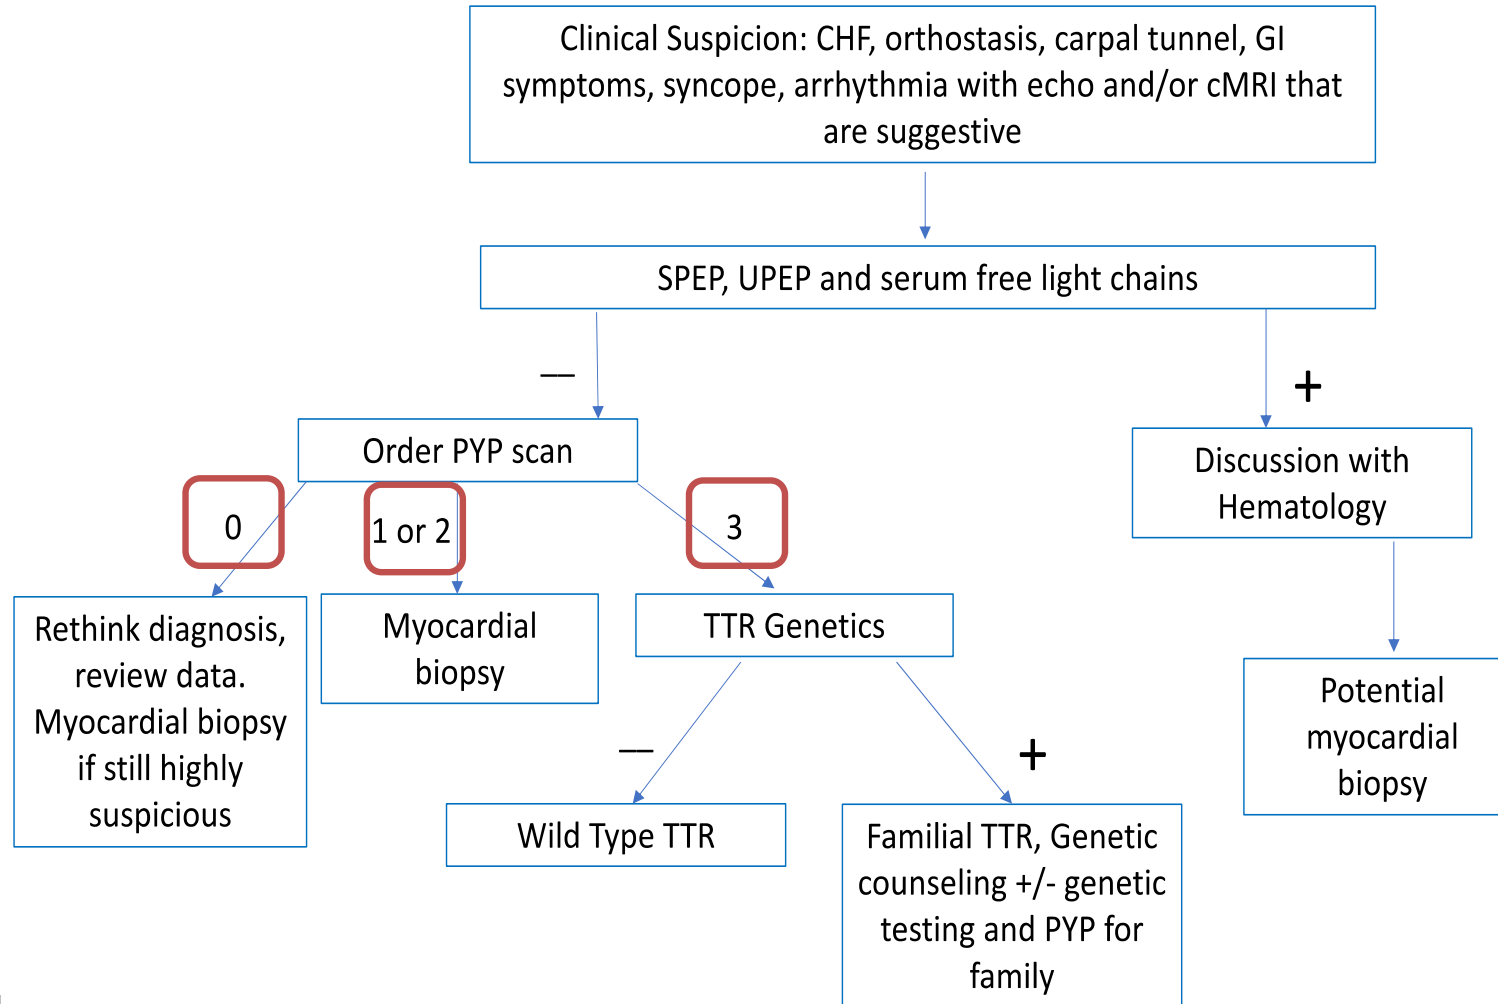 Clinical Suspicion: CHF, orthostasis, carpal tunnel, GI
symptoms, syncope, arrhythmia with echo and/or cMRI that
are suggestive
SPEP, UPEP and serum free light chains
—
+
Order PYP scan
Discussion with
Hematology
0
1 or 2
3
Rethink diagnosis,
review data.
Myocardial biopsy
if still highly
suspicious
Myocardial
biopsy
TTR Genetics
Potential
myocardial
biopsy
—
+
Wild Type TTR
Familial TTR, Genetic
counseling +/- genetic
testing and PYP for
family